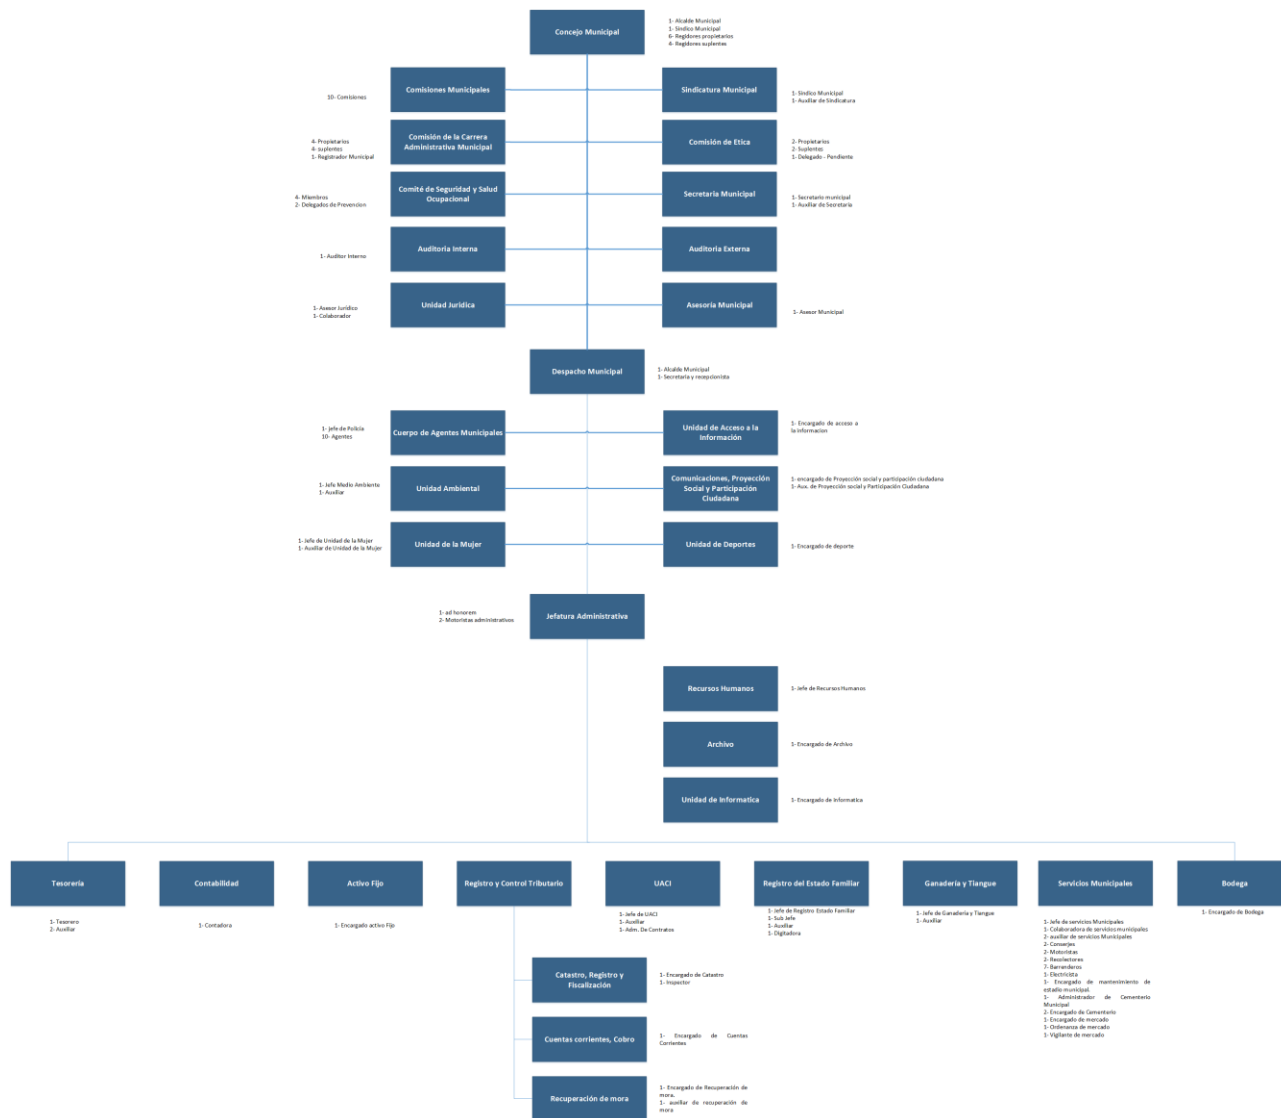 Concejo Municipal
1- Alcalde Municipal
1- Sindico Municipal
6- Regidores propietarios
4- Regidores suplentes
10- Comisiones
Comisiones Municipales
Sindicatura Municipal
1- Sindico Municipal
1- Auxiliar de Sindicatura
4- Propietarios
4- suplentes
1- Registrador Municipal
Comisión de la Carrera
Administrativa Municipal
Comisión de Etica
2- Propietarios
2- Suplentes
1- Delegado - Pendiente
4- Miembros
2- Delegados de Prevencion
Comité de Seguridad y Salud
Ocupacional
Secretaria Municipal
1- Secretario municipal
1- Auxiliar de Secretaria
1- Auditor Interno
Auditoria Interna
Auditoria Externa
1- Asesor Jurídico
1- Colaborador
Unidad Jurídica
Asesoría Municipal
1- Asesor Municipal
Despacho Municipal
1- Alcalde Municipal
1- Secretaria y recepcionista
1- jefe de Policía
10- Agentes
Cuerpo de Agentes Municipales
Unidad de Acceso a la
Información
1- Encargado de acceso a
la informacion
1- Jefe Medio Ambiente
1- Auxiliar
Unidad Ambiental
Comunicaciones, Proyección
Social y Participación
Ciudadana
1- encargado de Proyección social y participación ciudadana
1- Aux. de Proyección social y Participación Ciudadana
1- Jefe de Unidad de la Mujer
1- Auxiliar de Unidad de la Mujer
Unidad de la Mujer
Unidad de Deportes
1- Encargado de deporte
1- ad honorem
2- Motoristas administrativos
Jefatura Administrativa
Recursos Humanos
1- Jefe de Recursos Humanos
Archivo
1- Encargado de Archivo
Unidad de Informatica
1- Encargado de Informatica
Tesorería
1- Tesorero
2- Auxiliar
Contabilidad
1- Contadora
Activo Fijo
1- Encargado activo Fijo
Registro y Control Tributario
UACI
1- Jefe de UACI
1- Auxiliar
1- Adm. De Contratos
Registro del Estado Familiar
1- Jefe de Registro Estado Familiar
1- Sub Jefe
1- Auxiliar
1- Digitadora
Ganadería y Tiangue
1- Jefe de Ganadería y Tiengue
1- Auxiliar
Servicios Municipales
1- Jefe de servicios Municipales
1- Colaboradora de servicios municipales
2- auxiliar de servicios Municipales
2- Conserjes
2- Motoristas
2- Recolectores
7- Barrenderos
1- Electricista
1- Encargado de mantenimiento de
estadio municipal.
1- Administrador de Cementerio
Municipal
2- Encargado de Cementerio
1- Encargado de mercado
1- Ordenanza de mercado
1- Vigilante de mercado
Bodega
1- Encargado de Bodega
Catastro, Registro y
Fiscalización
1- Encargado de Catastro
1- Inspector
Cuentas corrientes, Cobro
1- Encargado de Cuentas
Corrientes
Recuperación de mora
1- Encargado de Recuperación de
mora.
1- auxiliar de recuperación de
mora